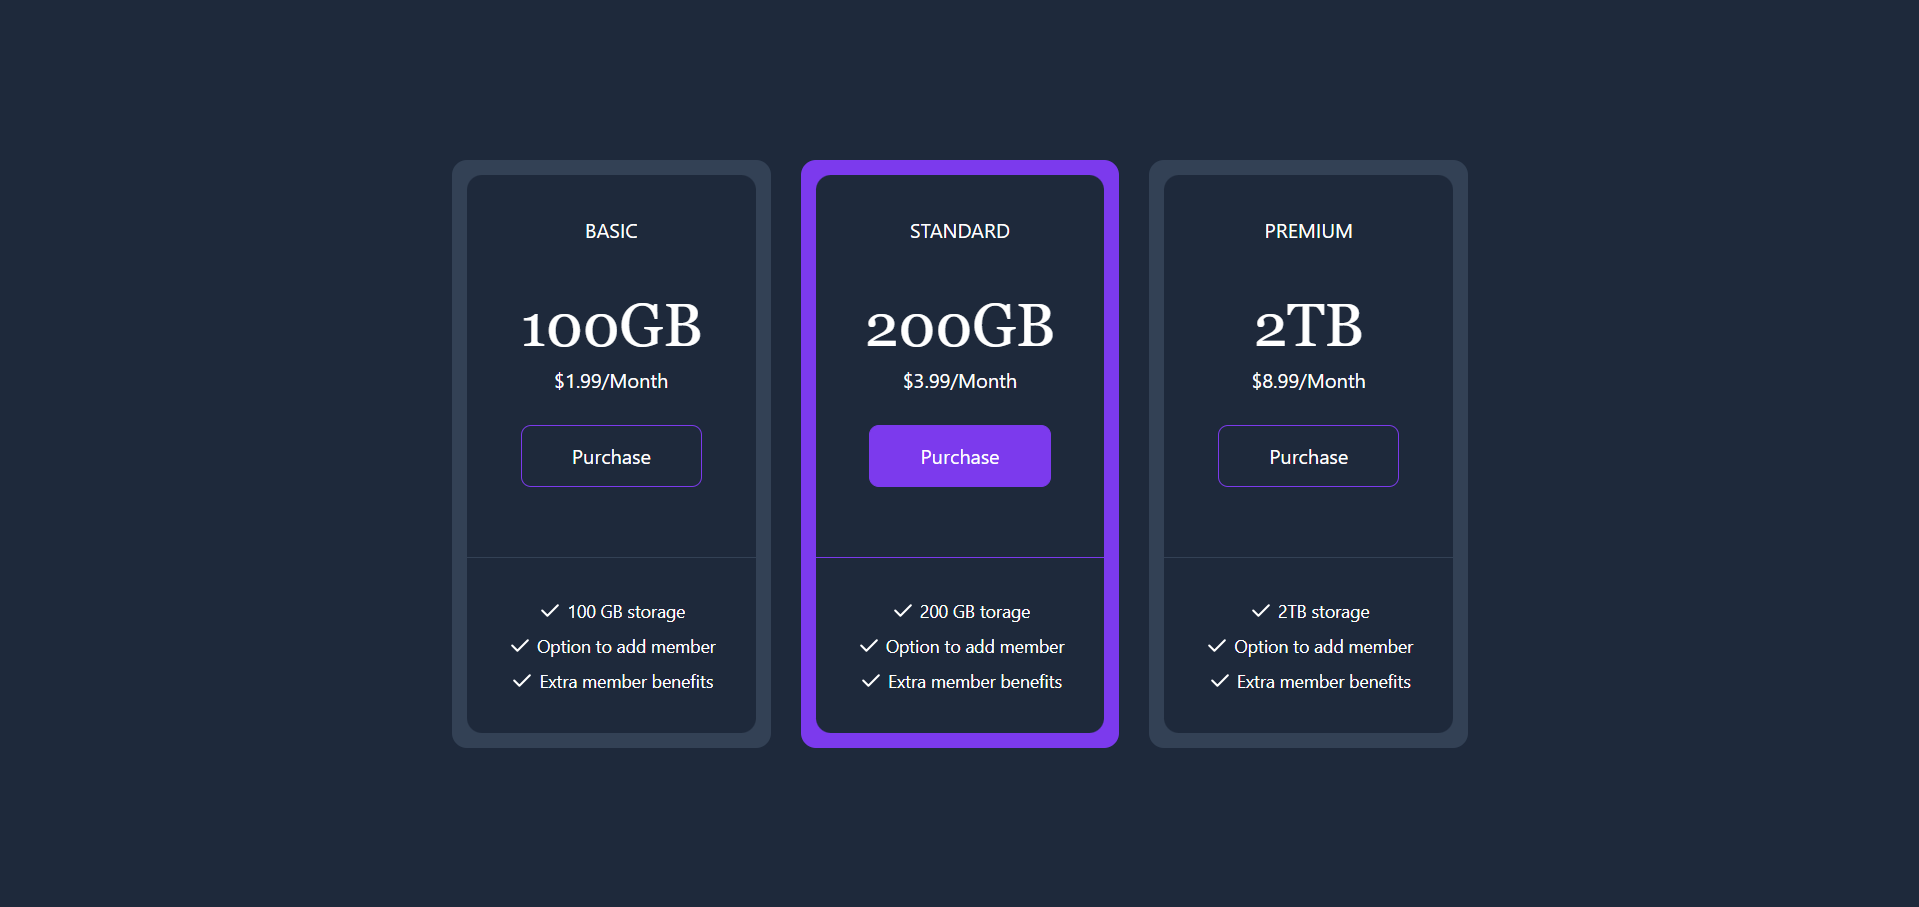 BASIC
100GB
$1.99/Month
Purchase
100 GB storage
Option to add member
Extra member benefits
STANDARD
200GB
$3.99/Month
Purchase
200 GB torage
Option to add member
Extra member benefits
PREMIUM
2TB
$8.99/Month
Purchase
2TB storage
Option to add member
Extra member benefits